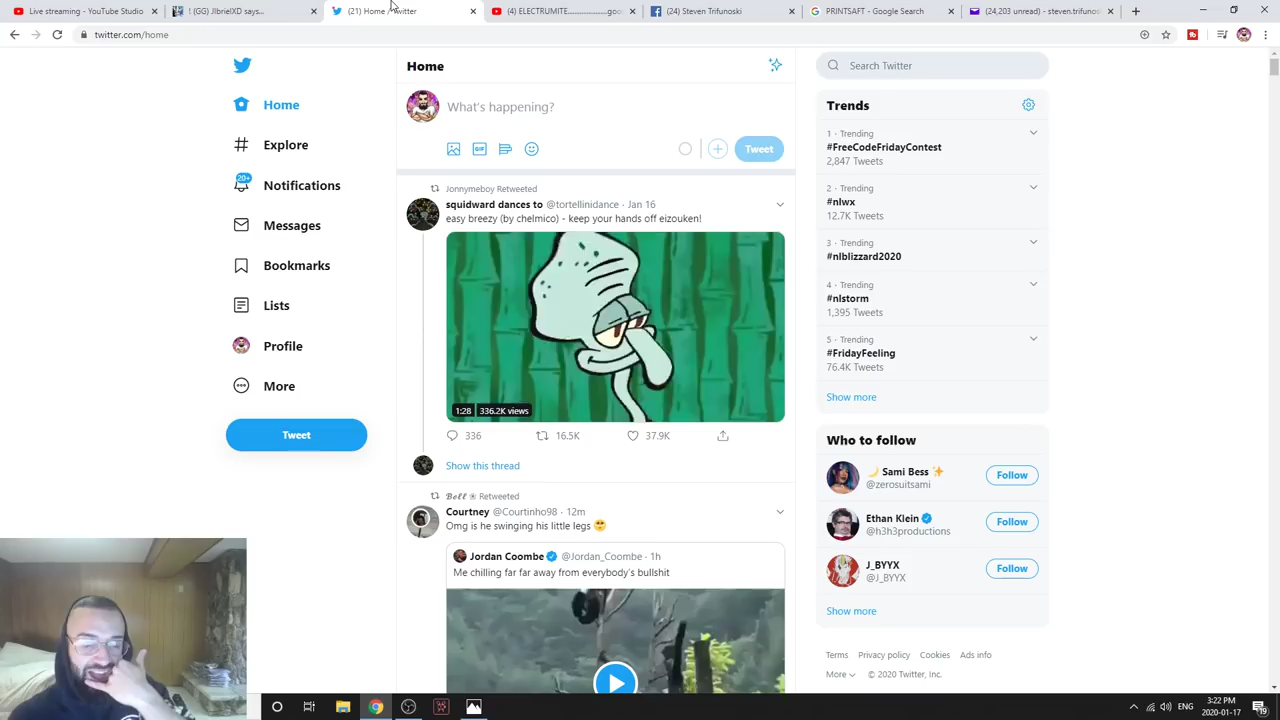 Live streaming - YouTube Studio
! (GG) JIbrielXD says...
(21) Home / Twitter
(4) ELECTRUMITE.................goo
(24) Steven Trifunoski
PRINTSAFT - Google Search
(24,203 unread) - steven.trifunos
twitter.com/home
Home
Search Twitter
Home
Explore
20+
Notifications
Messages
Bookmarks
Lists
Profile
More
Tweet
What's happening?
GIF
Tweet
Jonnymeboy Retweeted
squidward dances to @tortellinidance · Jan 16
easy breezy (by chelmico) - keep your hands off eizouken!
1:28 336.2K views
336 16.5K 37.9K
Show this thread
Bell ❀ Retweeted
Courtney @Courtinho98 · 12m
Omg is he swinging his little legs
Jordan Coombe @Jordan_Coombe · 1h
Me chilling far far away from everybody's bullshit
Trends
1 · Trending
#FreeCodeFridayContest
2,847 Tweets
2 · Trending
#nlwx
12.7K Tweets
3 · Trending
#nlblizzard2020
4 · Trending
#nlstorm
1,395 Tweets
5 · Trending
#FridayFeeling
76.4K Tweets
Show more
Who to follow
Sami Bess
@zerosuitsami
Follow
Ethan Klein
@h3h3productions
Follow
J_BYYX
@J_BYYX
Follow
Show more
Terms Privacy policy Cookies Ads info
More © 2020 Twitter, Inc.
ENG
3:22 PM
2020-01-17
19